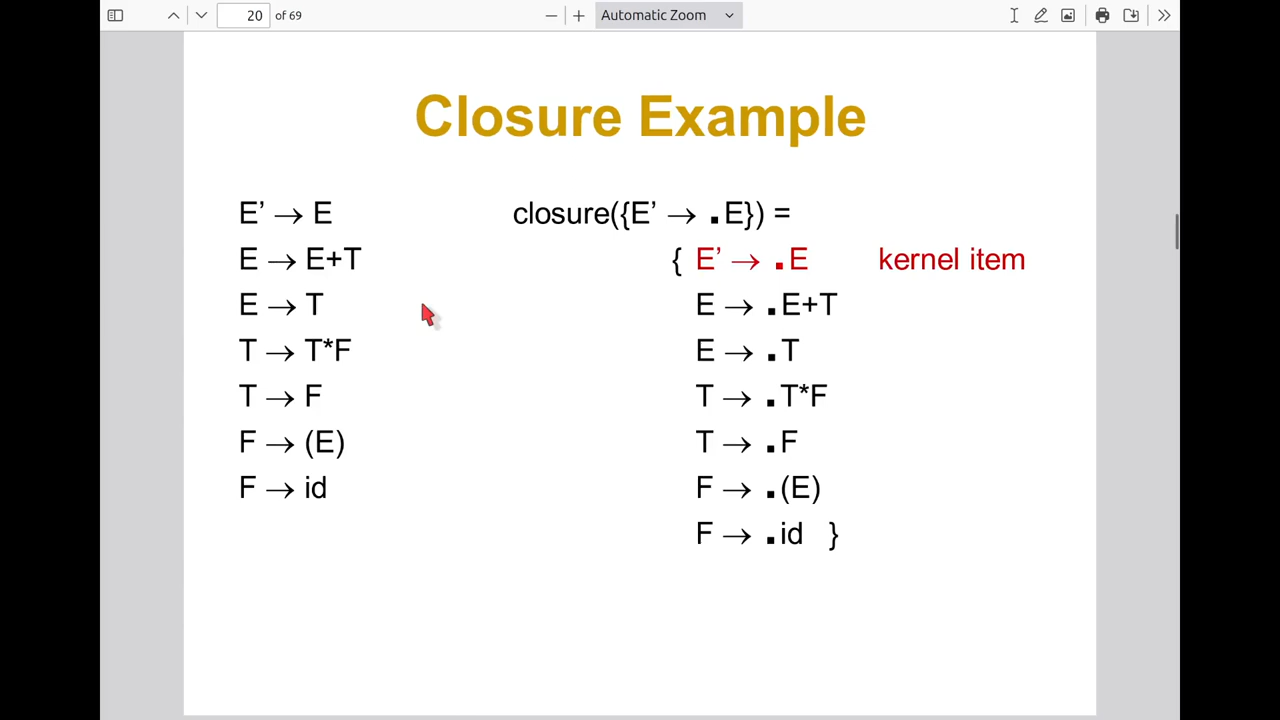 20 of 69
Automatic Zoom
Closure Example
E’ → E
E → E+T
E → T
T → T*F
T → F
F → (E)
F → id
closure({E’ → .E}) =
{ E’ → .E kernel item
E → .E+T
E → .T
T → .T*F
T → .F
F → .(E)
F → .id }